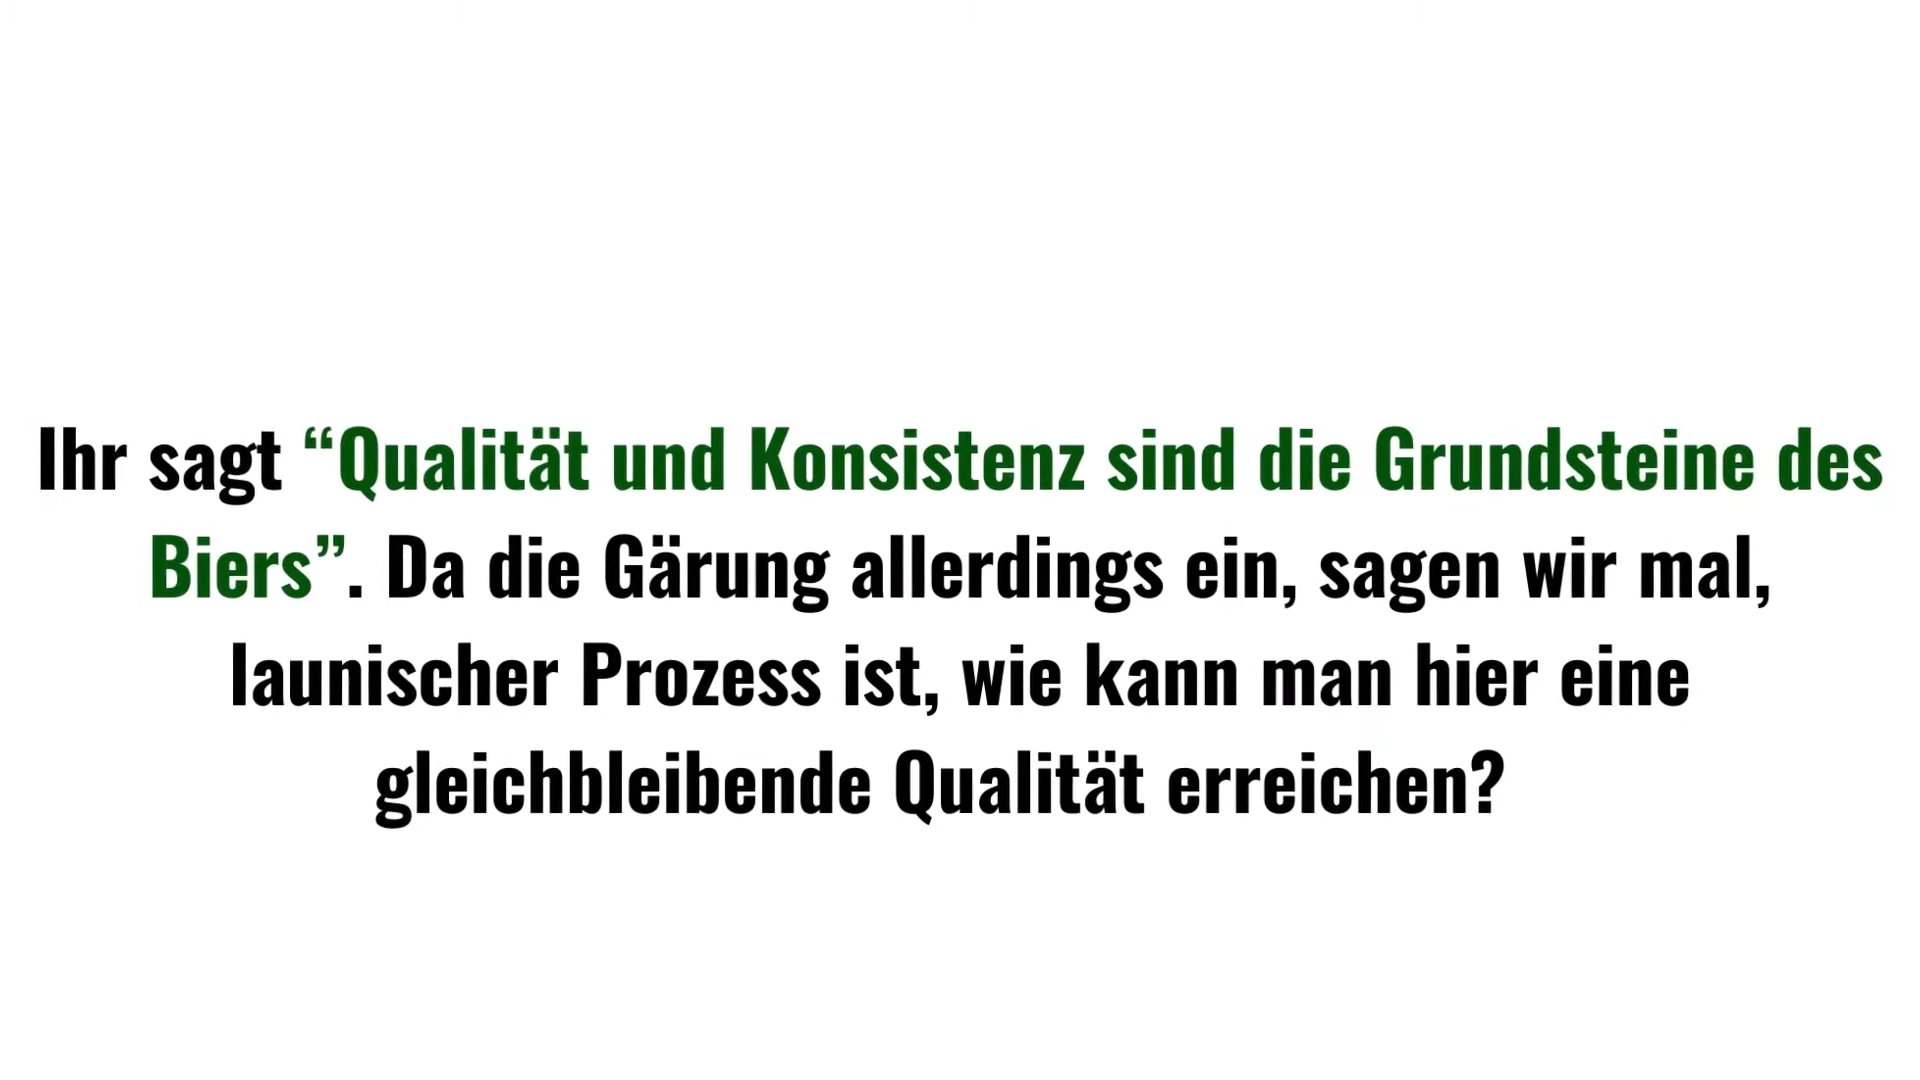 Ihr sagt “Qualität und Konsistenz sind die Grundsteine des
Biers”. Da die Gärung allerdings ein, sagen wir mal,
launischer Prozess ist, wie kann man hier eine
gleichbleibende Qualität erreichen?